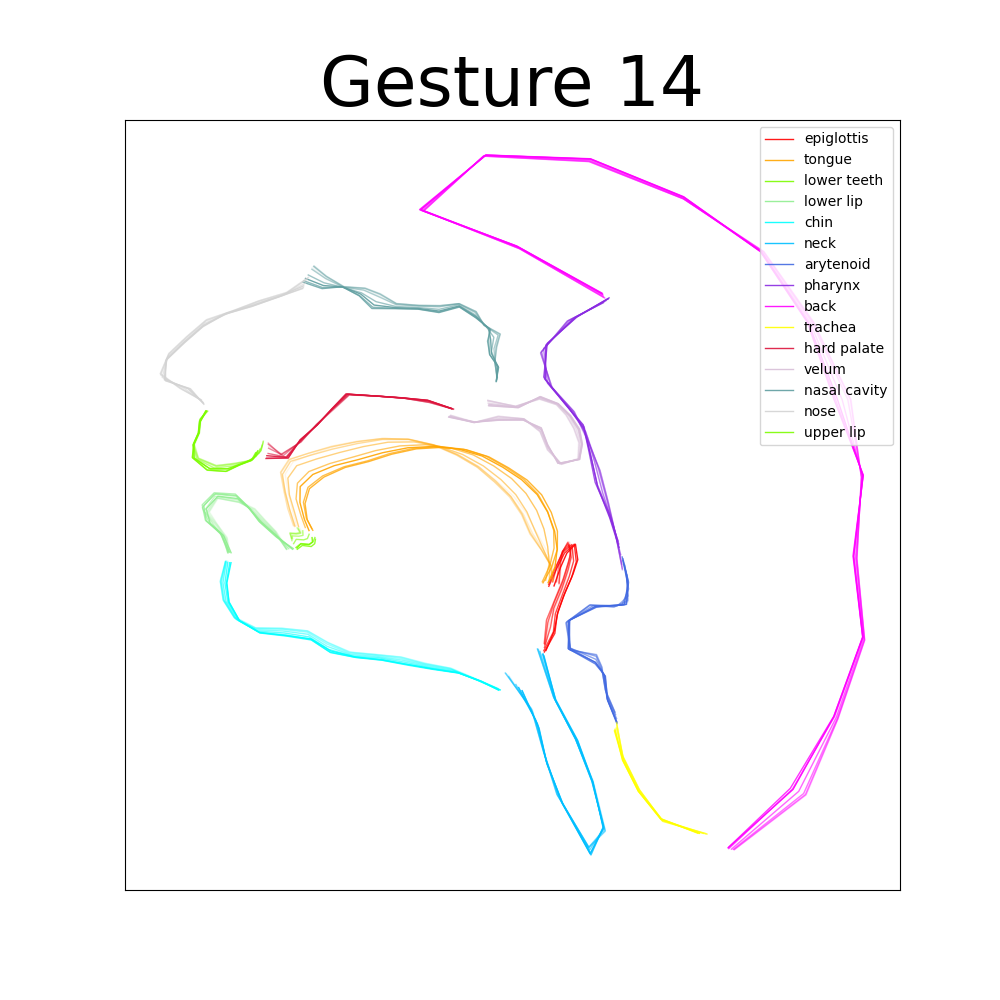 Gesture 14
epiglottis
tongue
lower teeth
lower lip
chin
neck
arytenoid
pharynx
back
trachea
hard palate
velum
nasal cavity
nose
upper lip